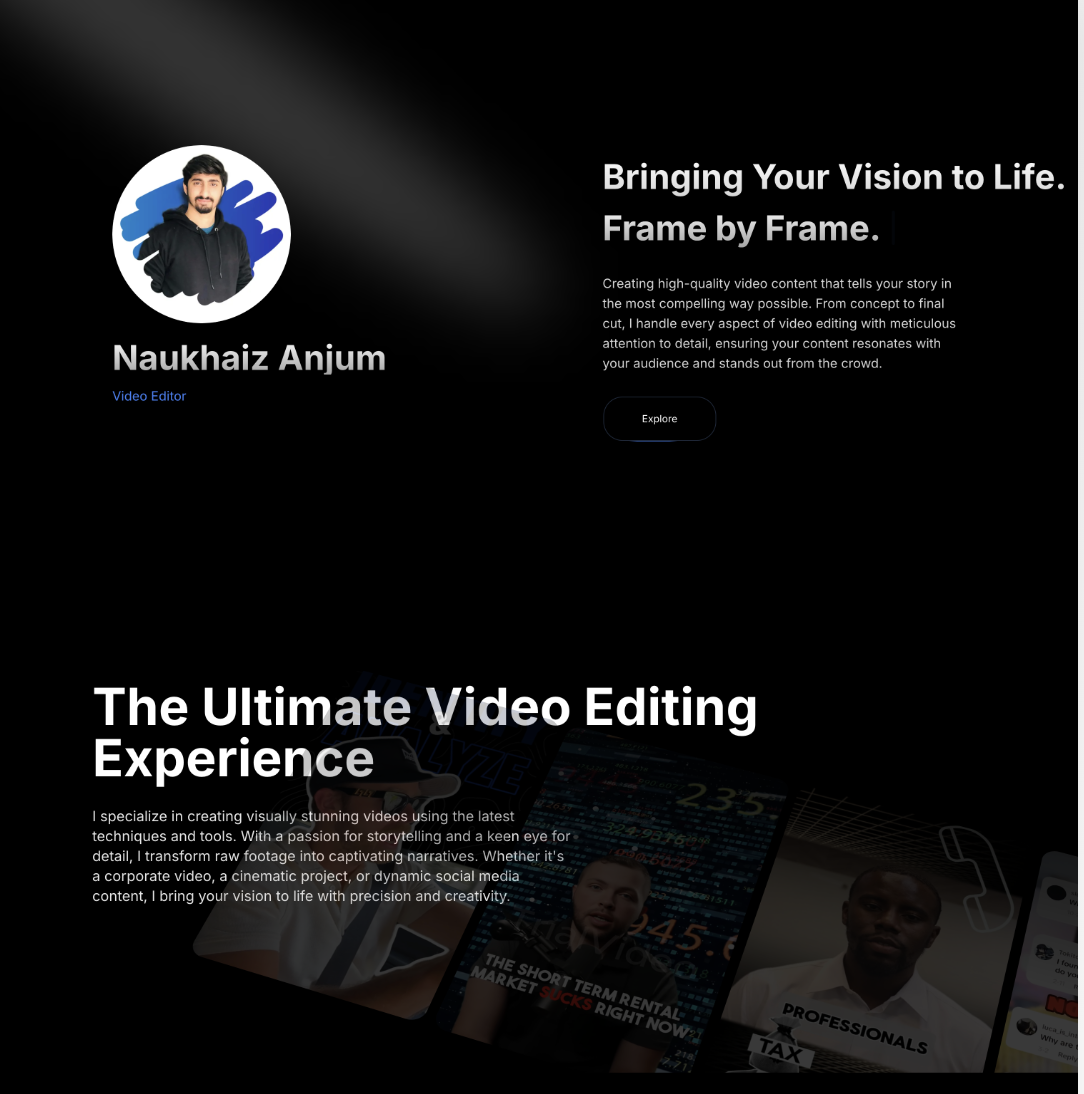 Naukhaiz Anjum
Video Editor
Bringing Your Vision to Life.
Frame by Frame.
Creating high-quality video content that tells your story in
the most compelling way possible. From concept to final
cut, I handle every aspect of video editing with meticulous
attention to detail, ensuring your content resonates with
your audience and stands out from the crowd.
Explore
The Ultimate Video Editing
Experience
I specialize in creating visually stunning videos using the latest
techniques and tools. With a passion for storytelling and a keen eye for
detail, I transform raw footage into captivating narratives. Whether it's
a corporate video, a cinematic project, or dynamic social media
content, I bring your vision to life with precision and creativity.
&
ANALYZE
235
945.
THE SHORT TERM RENTAL
MARKET SUCKS RIGHT NOW
PROFESSIONALS
TAX